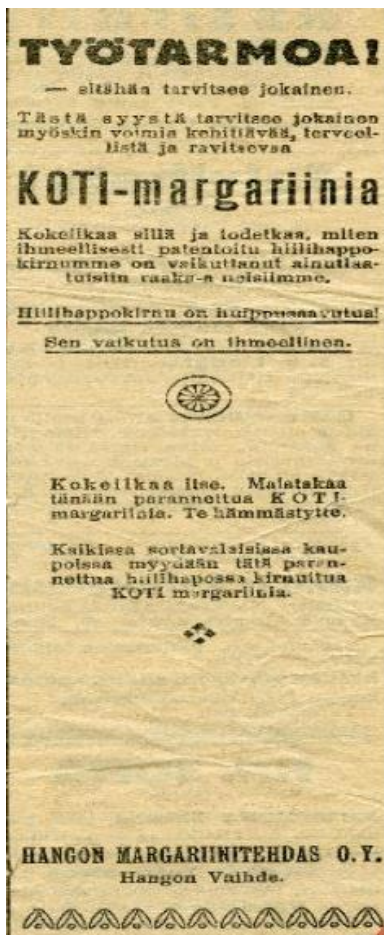 TYÖTARMOA!
— sitähän tarvitsee jokainen.
Tästä syystä tarvitsee jokainen
myöskin voimia kehittävää, terveel-
listä ja ravitsevaa
KOTI-margariinia
Kokeilkaa sillä ja todetkaa, miten
ihmeellisesti patentoitu hiilihappo-
kirnumme on vaikuttanut ainutlaa-
tuisiin raaka-a neisiimme.
Hiilihappokirnu on huippusaavutus!
Sen vaikutus on ihmeellinen.
Kokeilkaa itse. Maistakaa
tänään parannettua KOTI-
margariinia. Te hämmästytte.
Kaikissa sortavalaisissa kau-
poissa myydään tätä paran-
nettua hiilihapossa kirnuttua
KOTI margariinia.
HANGON MARGARIINITEHDAS O.Y.
Hangon Vaihde.